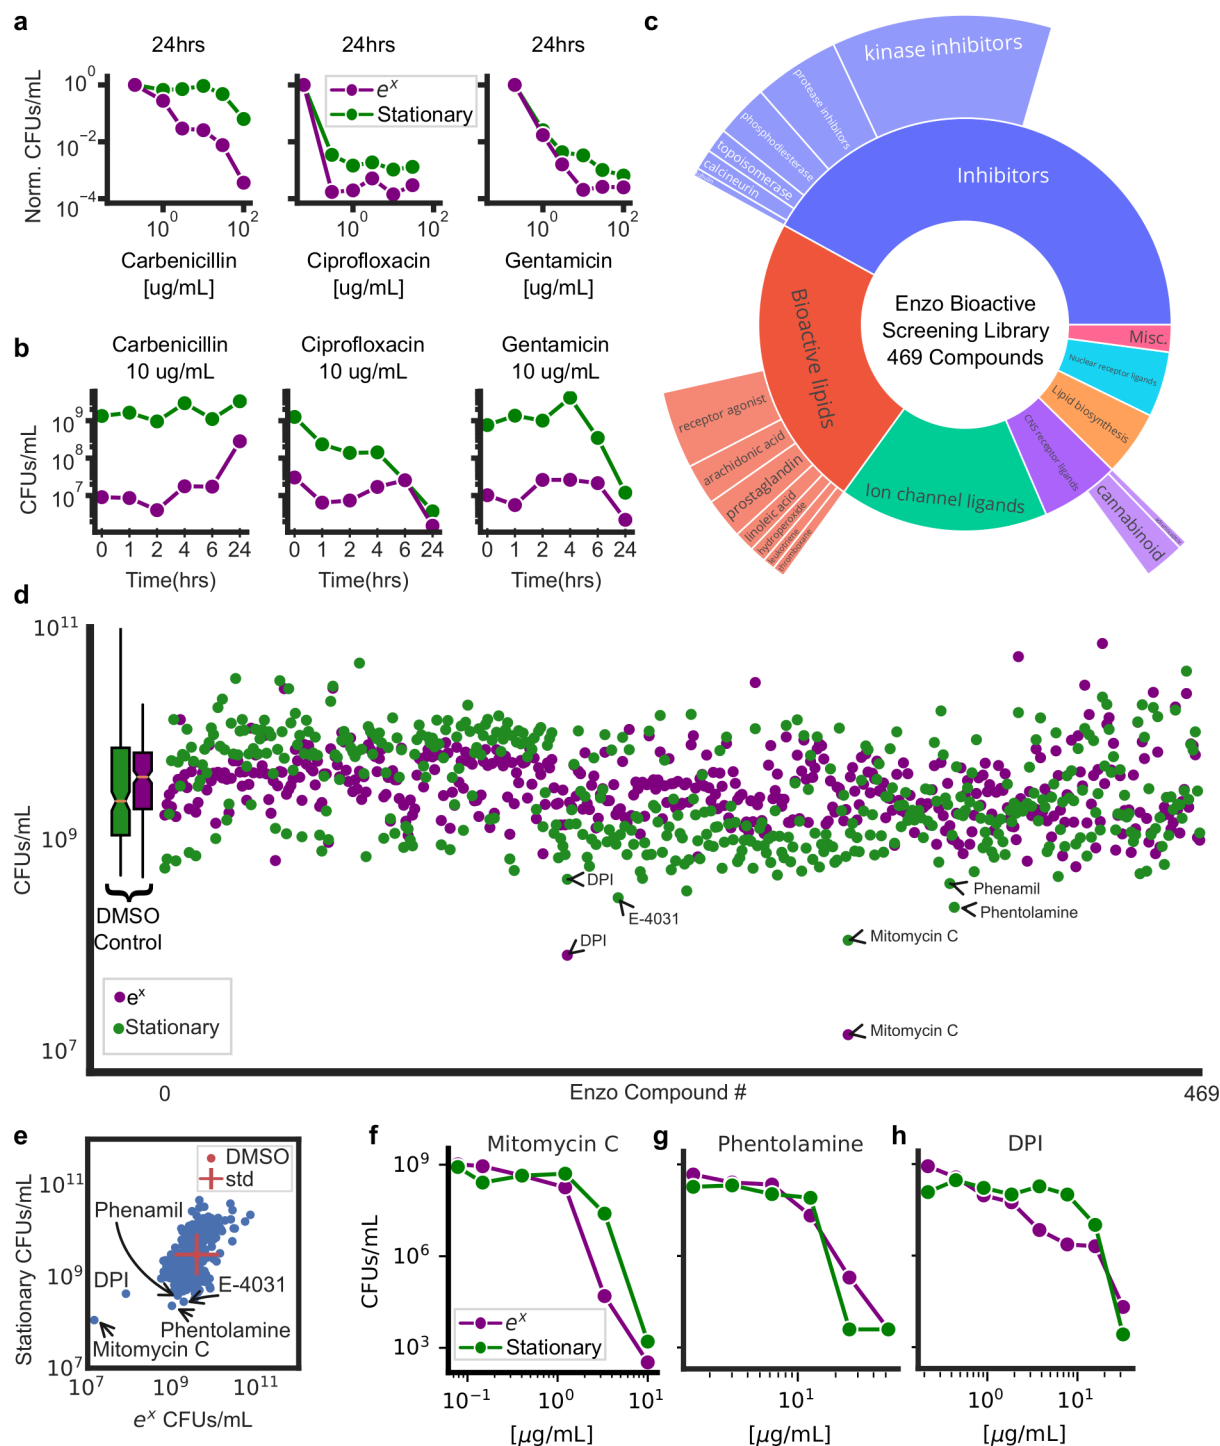 a
24hrs
24hrs
24hrs
Norm. CFUs/mL
10^0
10^-2
10^-4
e^x
Stationary
10^0
10^2
10^0
10^2
10^0
10^2
Carbenicillin
[ug/mL]
Ciprofloxacin
[ug/mL]
Gentamicin
[ug/mL]
b
Carbenicillin
10 ug/mL
Ciprofloxacin
10 ug/mL
Gentamicin
10 ug/mL
CFUs/mL
10^9
10^8
10^7
0 1 2 4 6 24
0 1 2 4 6 24
0 1 2 4 6 24
Time(hrs)
Time(hrs)
Time(hrs)
c
kinase inhibitors
protease inhibitors
phosphodiesterase
topoisomerase
calcineurin
Inhibitors
Bioactive lipids
Enzo Bioactive
Screening Library
469 Compounds
Misc.
Nuclear receptor ligands
Lipid biosynthesis
CNS receptor ligands
cannabinoid
Ion channel ligands
receptor agonist
arachidonic acid
prostaglandin
linoleic acid
hydroperoxide
leukotriene
thromboxane
d
CFUs/mL
10^11
10^9
10^7
DMSO
Control
e^x
Stationary
DPI
E-4031
DPI
Phenamil
Phentolamine
Mitomycin C
Mitomycin C
0
Enzo Compound #
469
e
Stationary CFUs/mL
10^11
10^9
10^7
DMSO
std
Phenamil
DPI
E-4031
Phentolamine
Mitomycin C
10^7
10^9
10^11
e^x CFUs/mL
f
Mitomycin C
CFUs/mL
10^9
10^6
10^3
e^x
Stationary
10^-1
10^0
10^1
[μg/mL]
g
Phentolamine
10^1
[μg/mL]
h
DPI
10^0
10^1
[μg/mL]